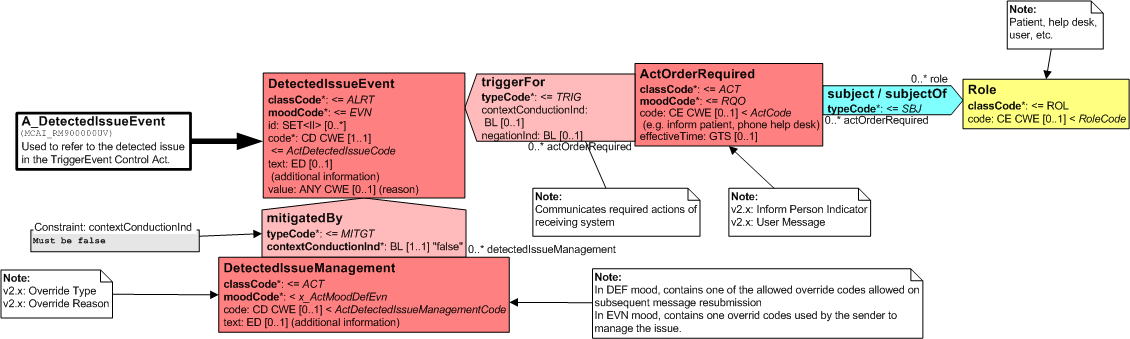 Note:
Patient, help desk,
user, etc.
A_DetectedIssueEvent
(MCAI_RM900000UV)
Used to refer to the detected issue
in the TriggerEvent Control Act.
DetectedIssueEvent
classCode*: <= ALRT
moodCode*: <= EVN
id: SET<II> [0..*]
code*: CD CWE [1..1]
<= ActDetectedIssueCode
text: ED [0..1]
(additional information)
value: ANY CWE [0..1] (reason)
triggerFor
typeCode*: <= TRIG
contextConductionInd:
BL [0..1]
negationInd: BL [0..1]
0..* actOrderRequired
ActOrderRequired
classCode*: <= ACT
moodCode*: <= RQO
code: CE CWE [0..1] < ActCode
(e.g. inform patient, phone help desk)
effectiveTime: GTS [0..1]
0..* role
subject / subjectOf
typeCode*: <= SBJ
0..* actOrderRequired
Role
classCode*: <= ROL
code: CE CWE [0..1] < RoleCode
Note:
Communicates required actions of
receiving system
Note:
v2.x: Inform Person Indicator
v2.x: User Message
Constraint: contextConductionInd
Must be false
mitigatedBy
typeCode*: <= MITGT
contextConductionInd*: BL [1..1] "false"
0..* detectedIssueManagement
Note:
v2.x: Override Type
v2.x: Override Reason
DetectedIssueManagement
classCode*: <= ACT
moodCode*: < x_ActMoodDefEvn
code: CD CWE [0..1] < ActDetectedIssueManagementCode
text: ED [0..1] (additional information)
Note:
In DEF mood, contains one of the allowed override codes allowed on
subsequent message resubmission
In EVN mood, contains one overrid codes used by the sender to
manage the issue.